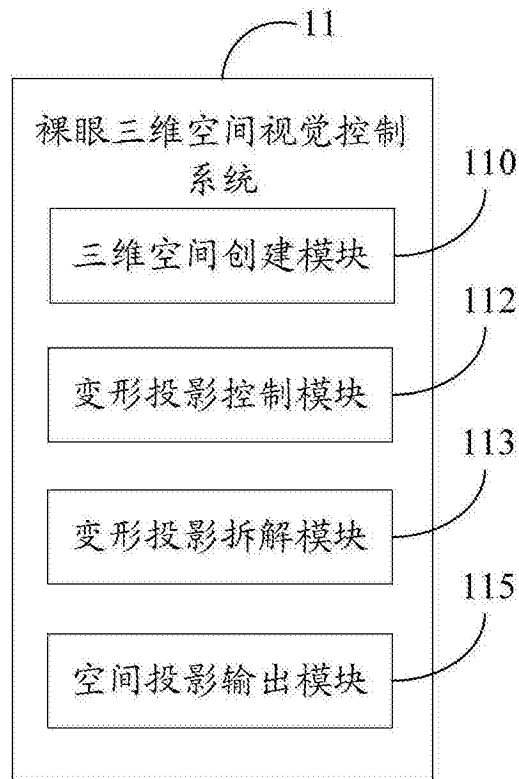 11
裸眼三维空间视觉控制
系统
110
三维空间创建模块
112
变形投影控制模块
113
变形投影拆解模块
115
空间投影输出模块